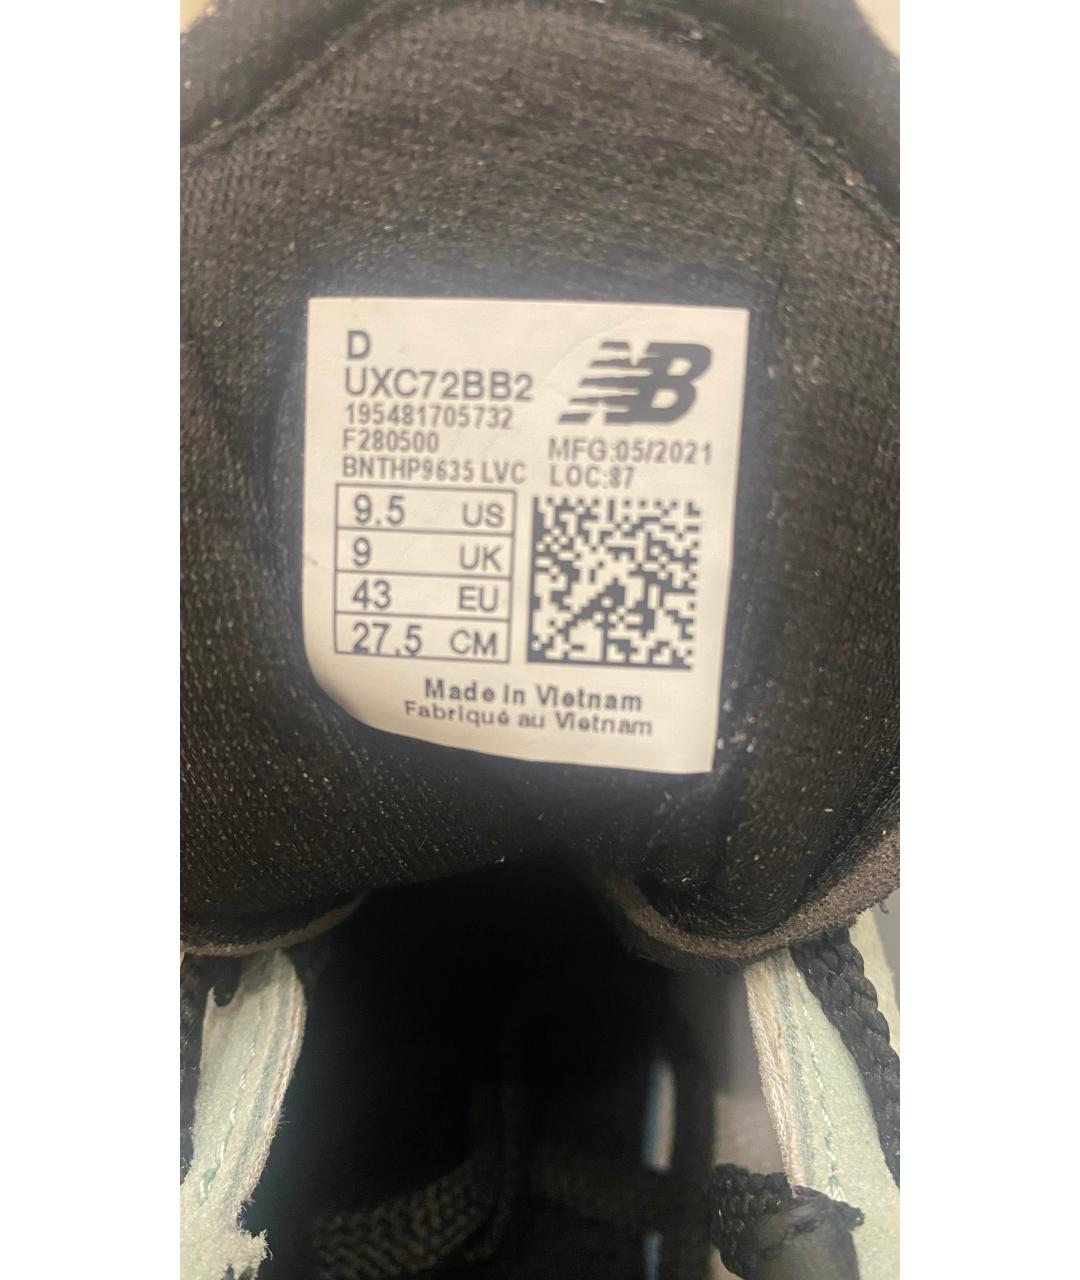 D
UXC72BB2
195481705732
F280500
BNTHP9635 LVC
NB
MFG:05/2021
LOC:87
9.5 US
9 UK
43 EU
27.5 CM
Made in Vietnam
Fabriqué au Vietnam